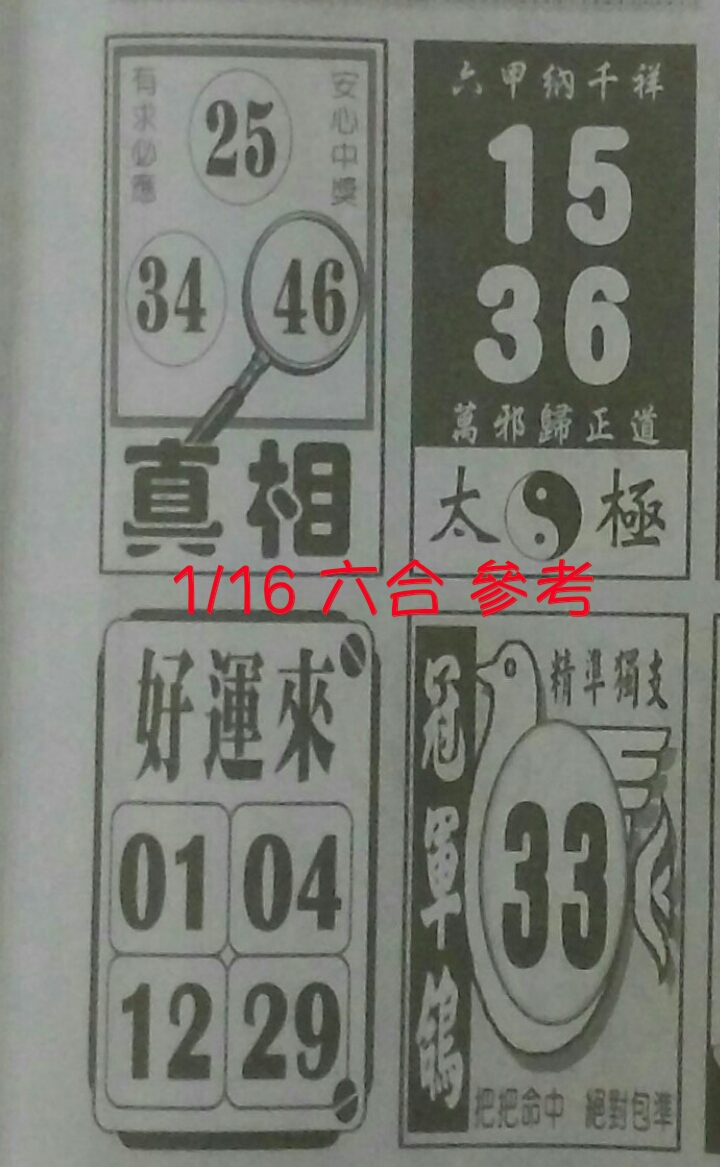 有求必應
安心中獎
25
34
46
真相
六甲納千祥
15
36
萬邪歸正道
太極
1/16 六合 參考
好運來
01 04
12 29
冠軍鴿
精準獨支
33
把把命中 絕對包準